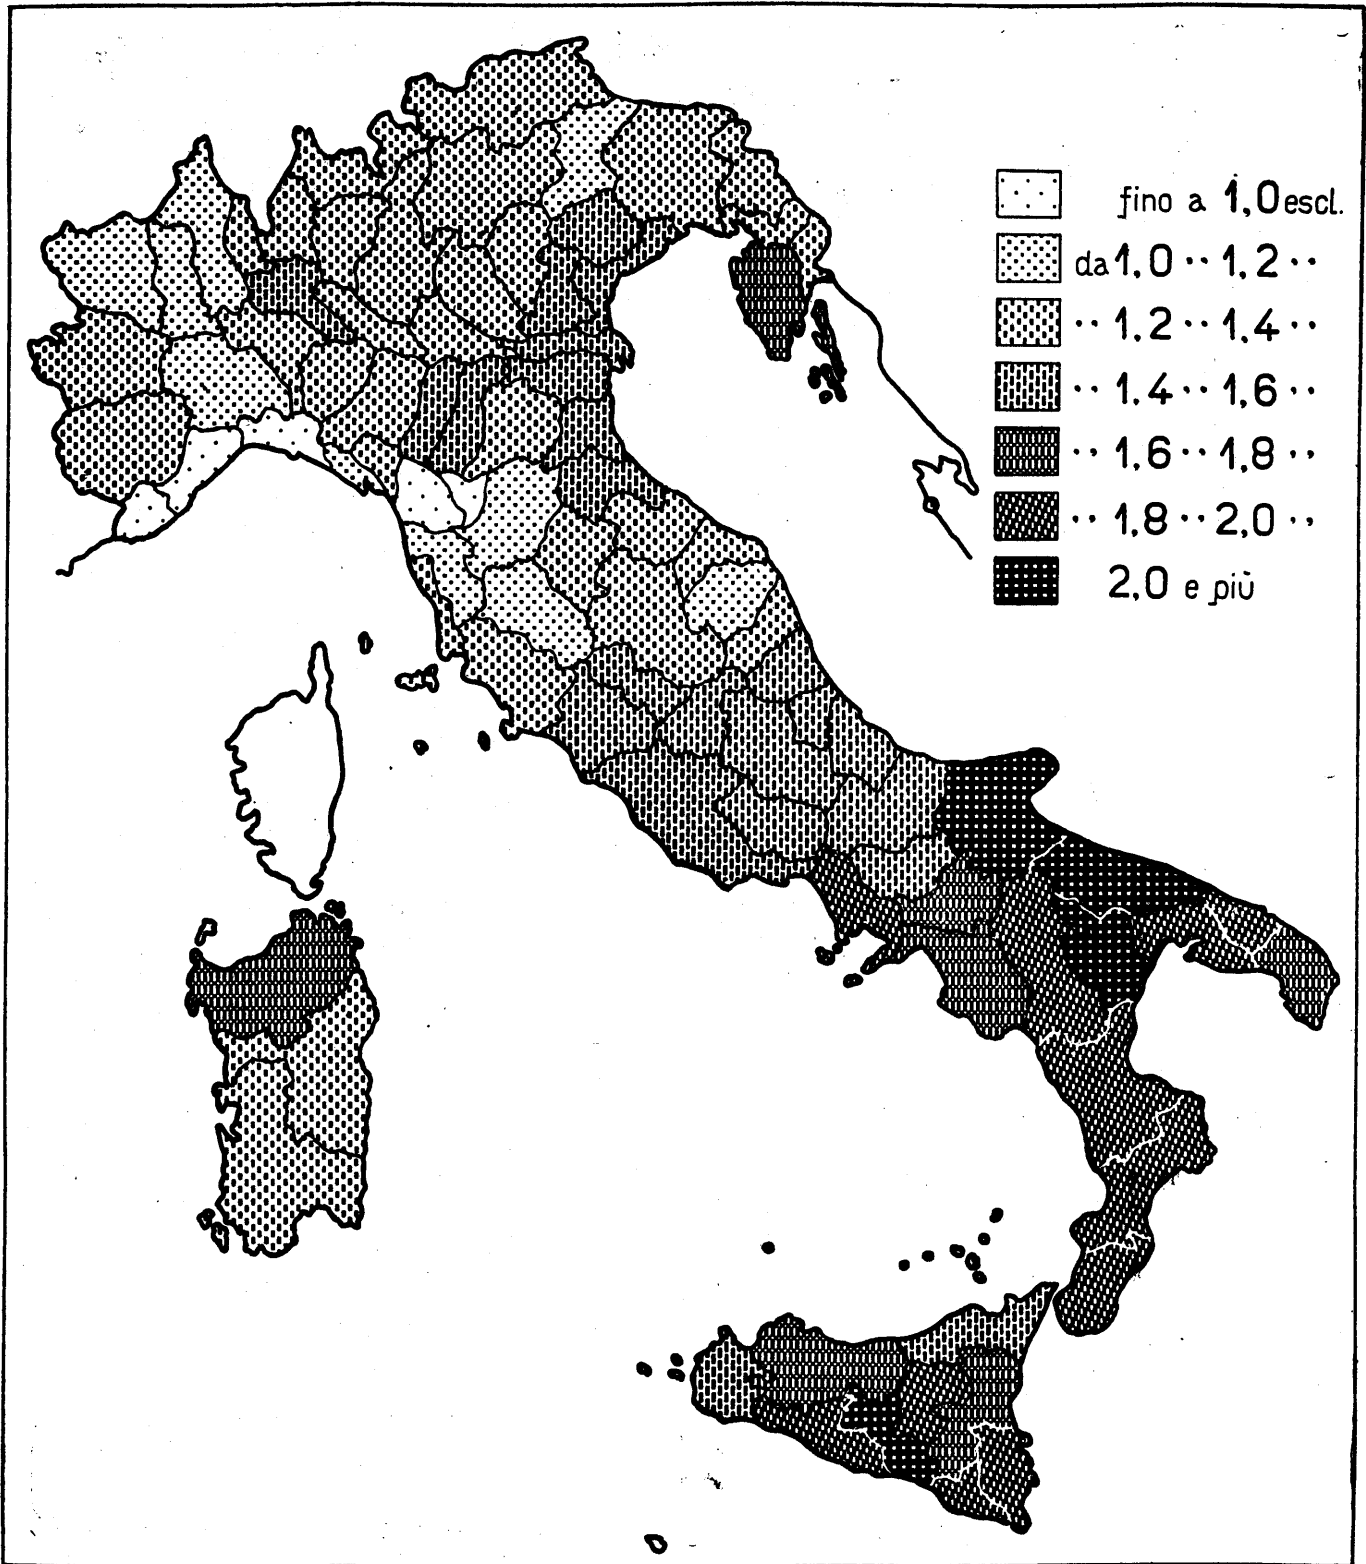 fino a 1,0 escl.
da 1,0 ·· 1,2 ··
·· 1,2 ·· 1,4 ··
·· 1,4 ·· 1,6 ··
·· 1,6 ·· 1,8 ··
·· 1,8 ·· 2,0 ··
2,0 e più